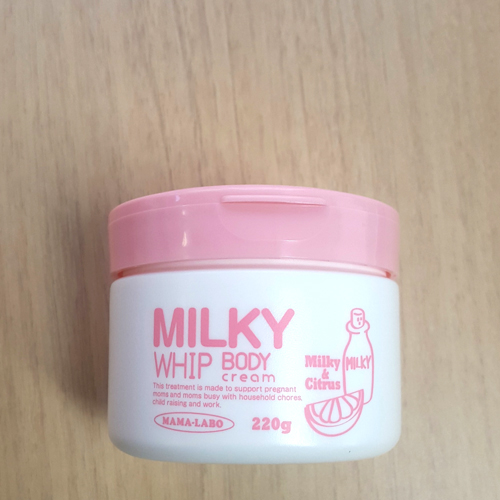 MILKY
WHIP BODY
cream
This treatment is made to support pregnant
moms and moms busy with household chores,
child raising and work.
MAMA-LABO
220g
Milky
&
Citrus
MILKY